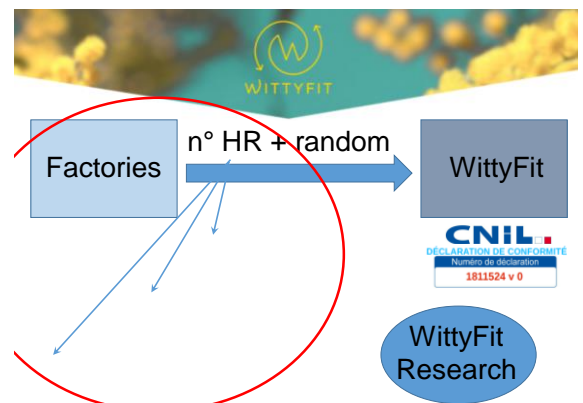 WITTYFIT
n° HR + random
Factories
WittyFit
CNIL
DÉCLARATION DE CONFORMITÉ
Numéro de déclaration
1811524 v 0
WittyFit
Research